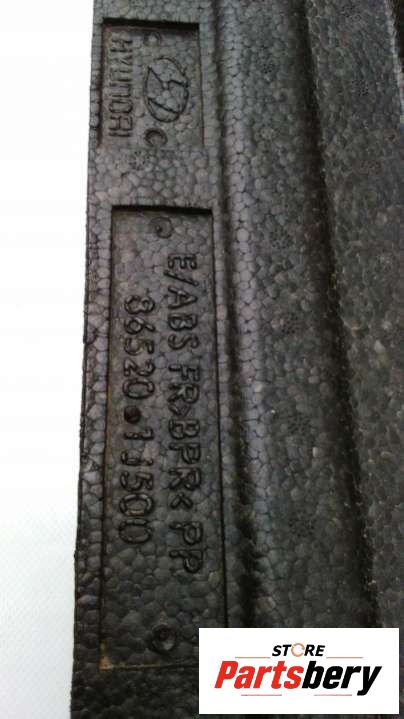 HYUNDAI
E/ABS FR>BPR< PP
86520 • 1J500
STORE
Partsbery